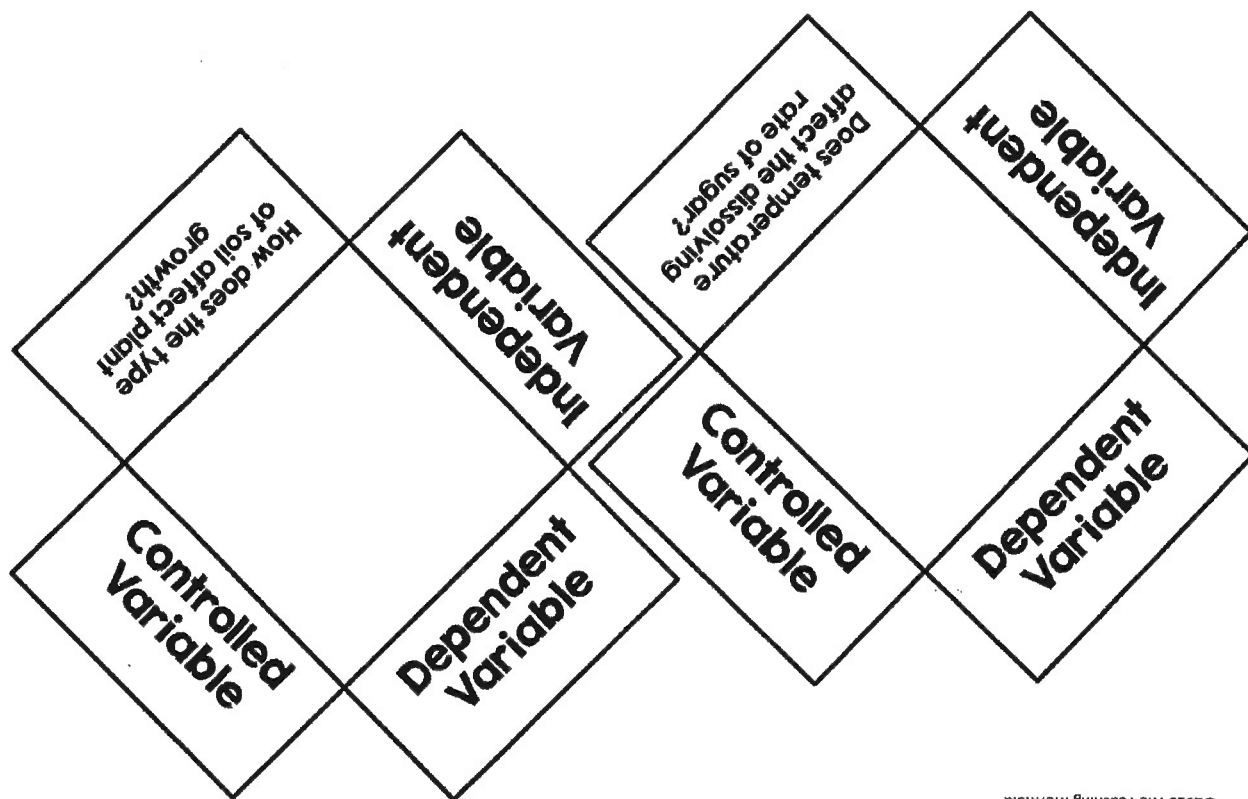 How does the type
of soil affect plant
growth?
Independent
Variable
Controlled
Variable
Dependent
Variable
Does temperature
affect the dissolving
rate of sugar?
Independent
Variable
Controlled
Variable
Dependent
Variable